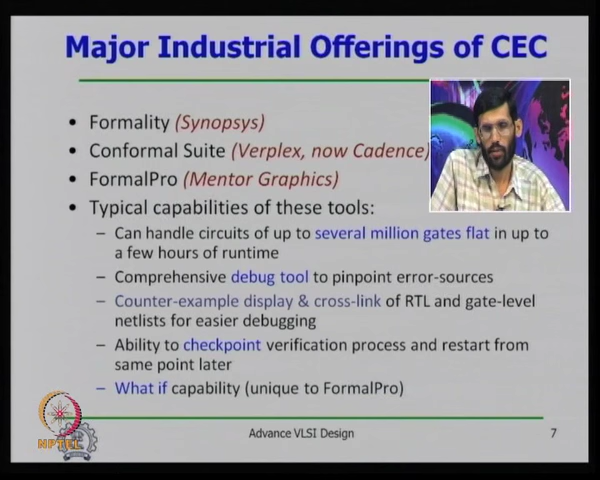 Major Industrial Offerings of CEC
• Formality (Synopsys)
• Conformal Suite (Verplex, now Cadence)
• FormalPro (Mentor Graphics)
• Typical capabilities of these tools:
– Can handle circuits of up to several million gates flat in up to
a few hours of runtime
– Comprehensive debug tool to pinpoint error-sources
– Counter-example display & cross-link of RTL and gate-level
netlists for easier debugging
– Ability to checkpoint verification process and restart from
same point later
– What if capability (unique to FormalPro)
NPTEL
Advance VLSI Design
7